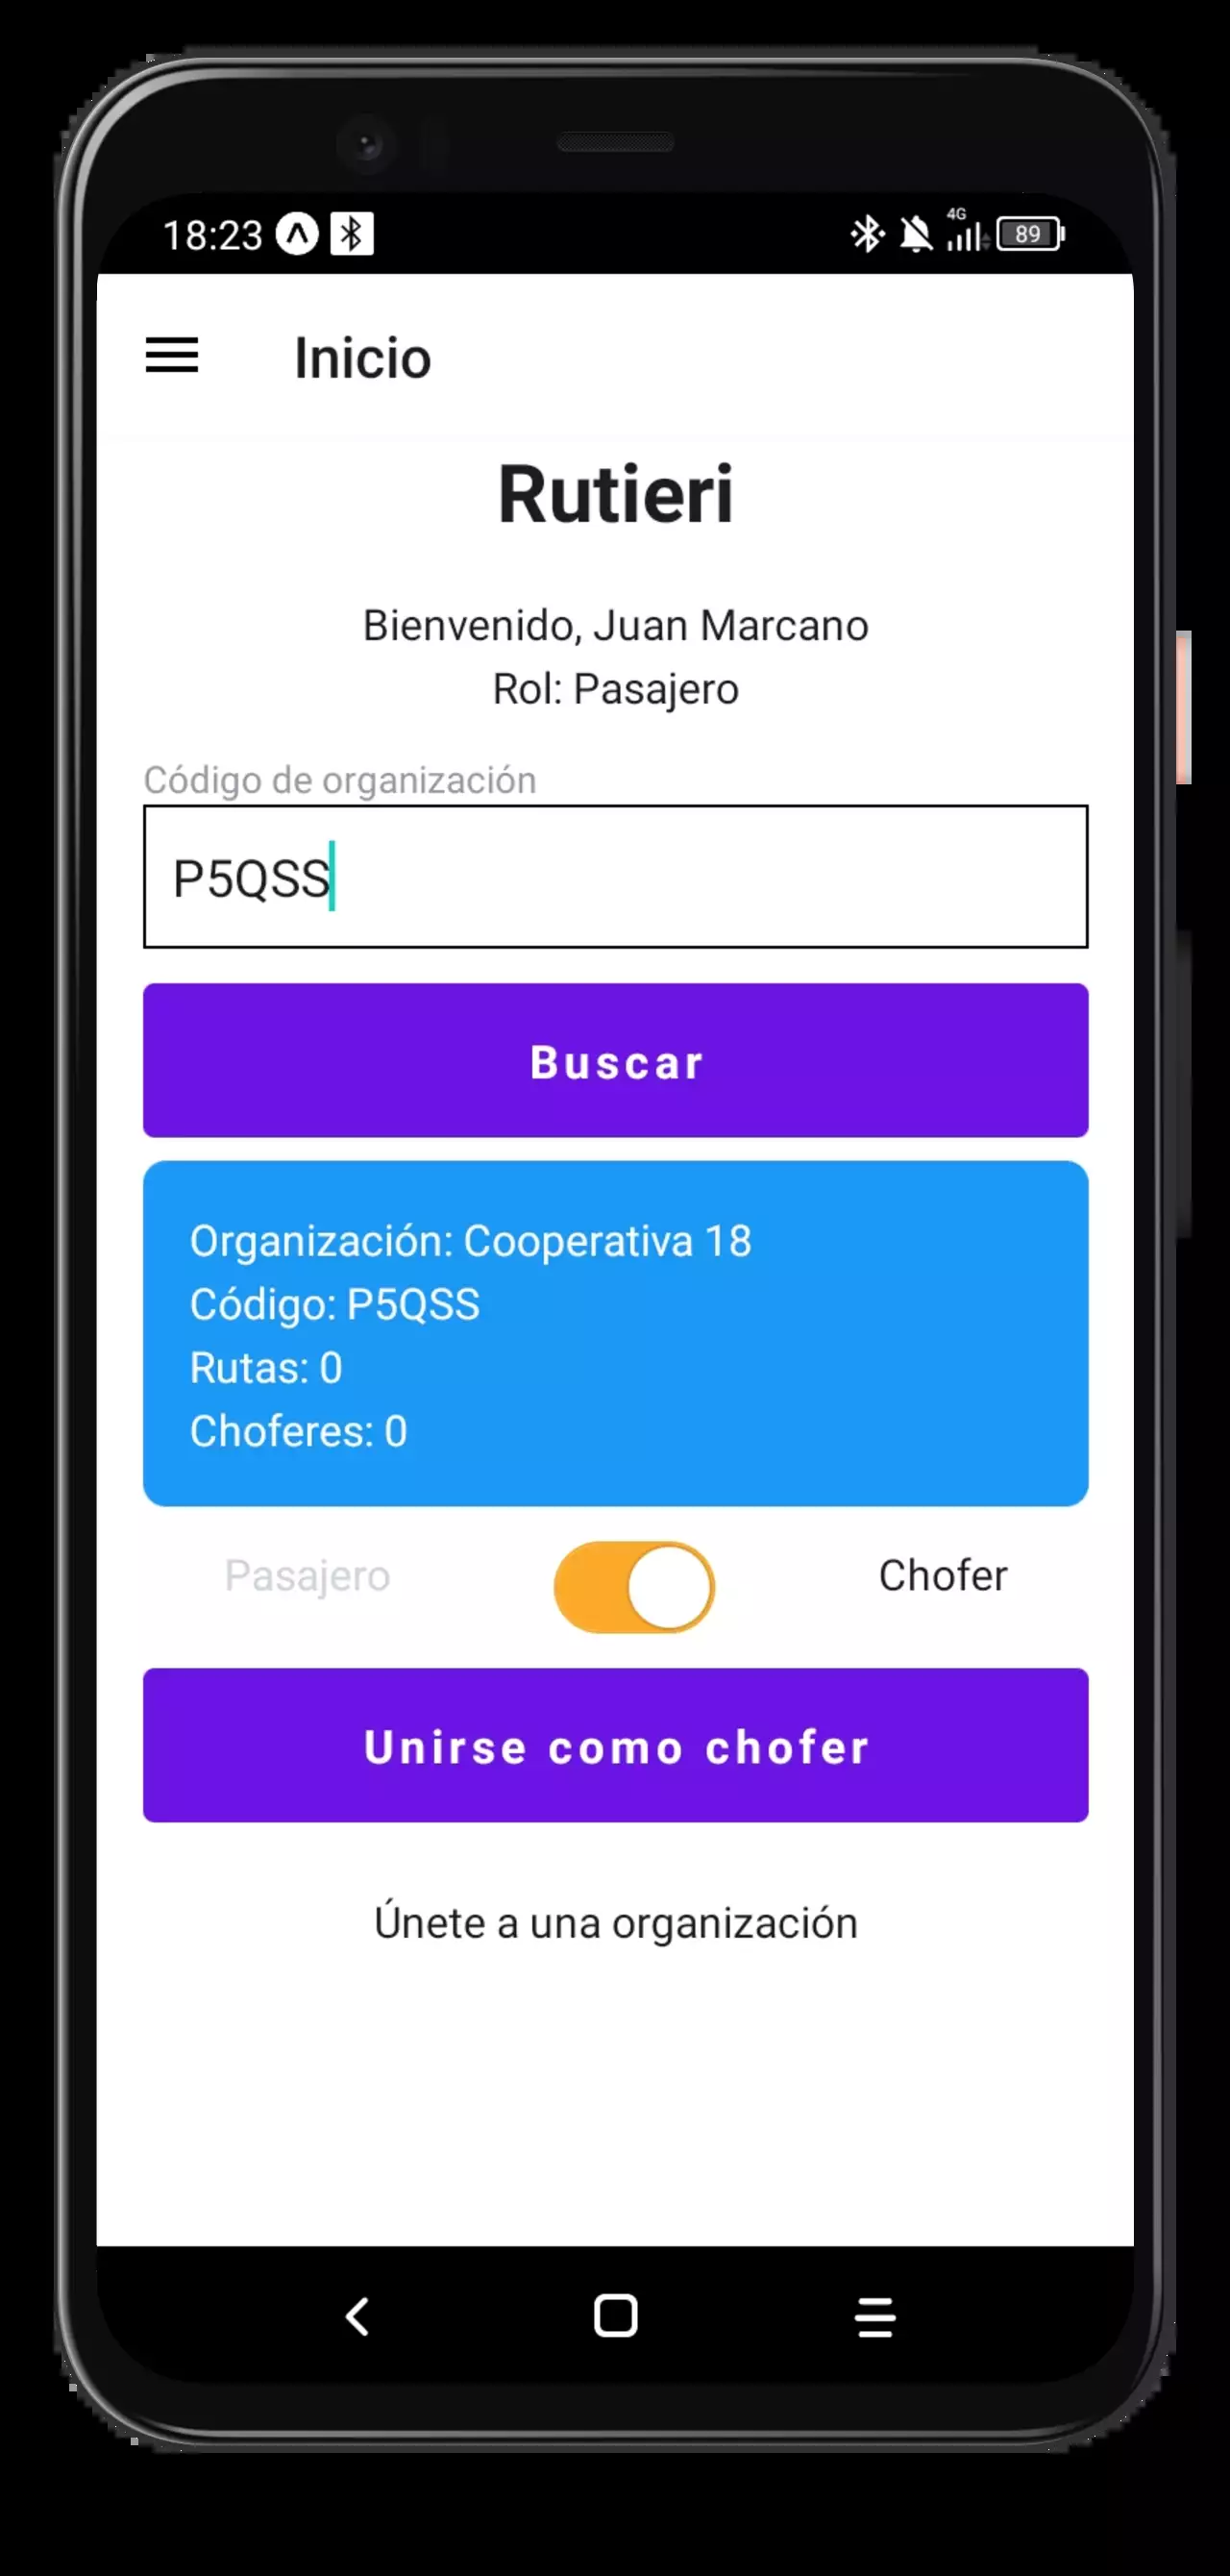 18:23
4G
89
Inicio
Rutieri
Bienvenido, Juan Marcano
Rol: Pasajero
Código de organización
P5QSS
Buscar
Organización: Cooperativa 18
Código: P5QSS
Rutas: 0
Choferes: 0
Pasajero
Chofer
Unirse como chofer
Únete a una organización